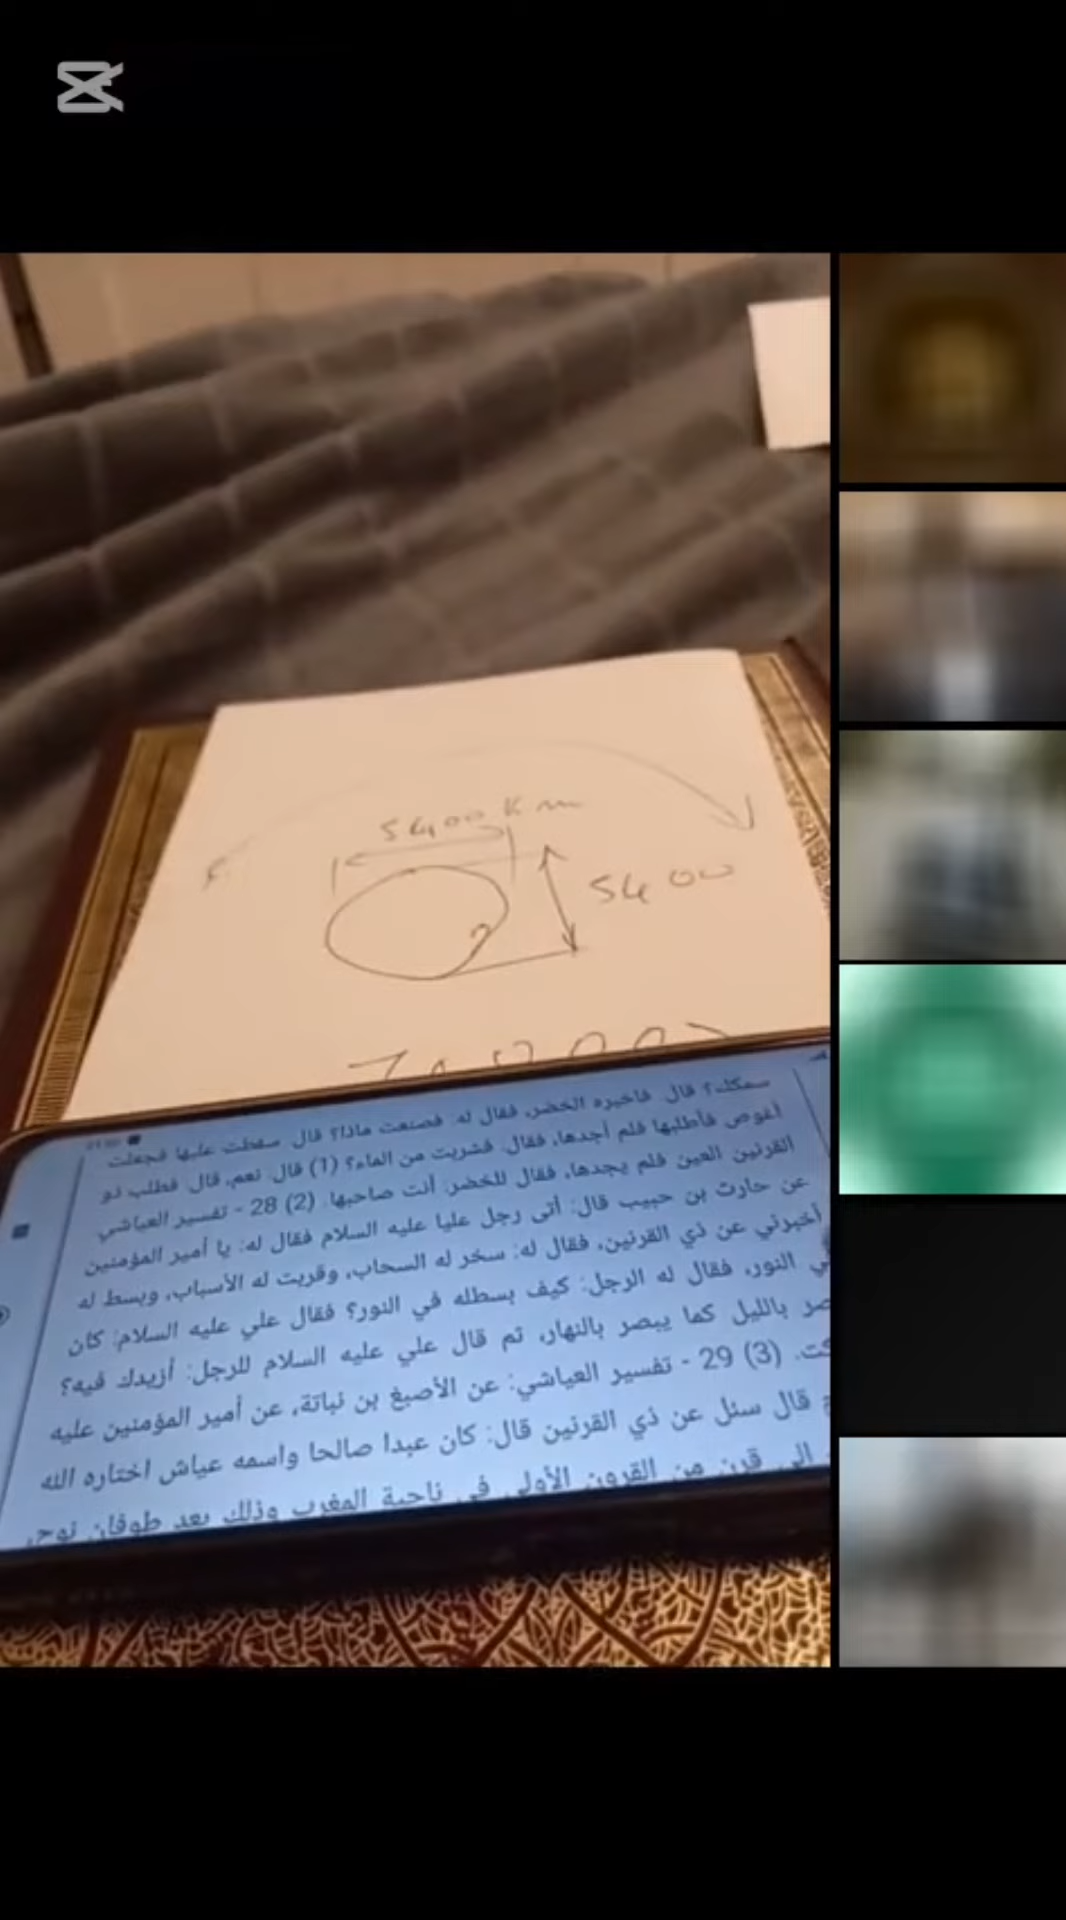 5400 Km
5400
سمكك؟ قال فاخبره الخضر، فقال له: فصنعت ماذا؟ قال سقطت عليها فجعلت
أغوص فأطلبها فلم أجدها، فقال: فشربت من الماء؟ (1) قال نعم، قال فطلب ذو
القرنين العين فلم يجدها، فقال للخضر: أنت صاحبها. (2) 28 - تفسير العياشي
عن حارث بن حبيب قال: أتى رجل عليا عليه السلام فقال له: يا أمير المؤمنين
أخبرني عن ذي القرنين، فقال له: سخر له السحاب، وقربت له الأسباب، وبسط له
النور، فقال له الرجل: كيف بسطله في النور؟ فقال علي عليه السلام: كان
بالليل كما يبصر بالنهار، ثم قال علي عليه السلام للرجل: أزيدك فيه؟
(3) 29 - تفسير العياشي: عن الأصبغ بن نباتة، عن أمير المؤمنين عليه
قال سئل عن ذي القرنين قال: كان عبدا صالحا واسمه عياش اختاره الله
إلى قرن من القرون الأولى في ناحية المغرب وذلك بعد طوفان نوح،